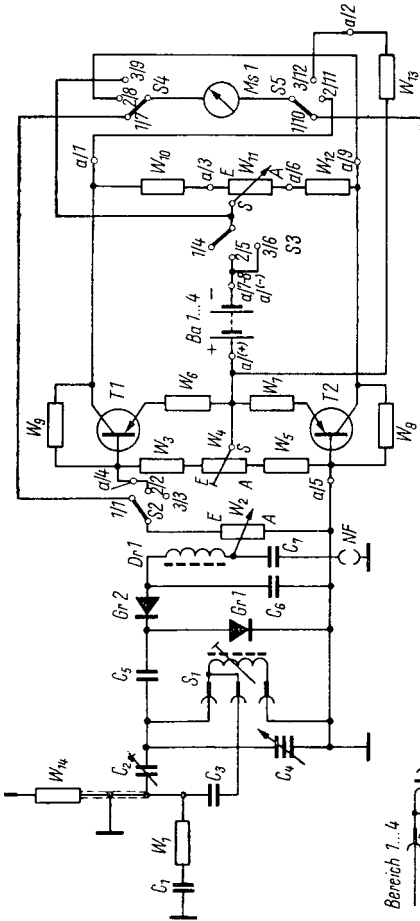 W14
C2
W1
C1
C3
C4
C5
S1
Gr2
Gr1
Dr1
C6
C7
NF
E
W2
A
1/1
S2
2/2
3/3
a/4
W9
T1
W3
E
W4
S
A
W5
a/5
W6
W7
T2
W8
Ba 1...4
+
-
a/(+)
a/7-8
a/(-)
1/4
2/5
3/6
S3
a/1
W10
a/3
E
W11
S
A
a/6
W12
a/9
3/9
2/8
1/7
S4
Ms1
S5
1/10
3/12
2/11
a/2
W13
Bereich 1...4